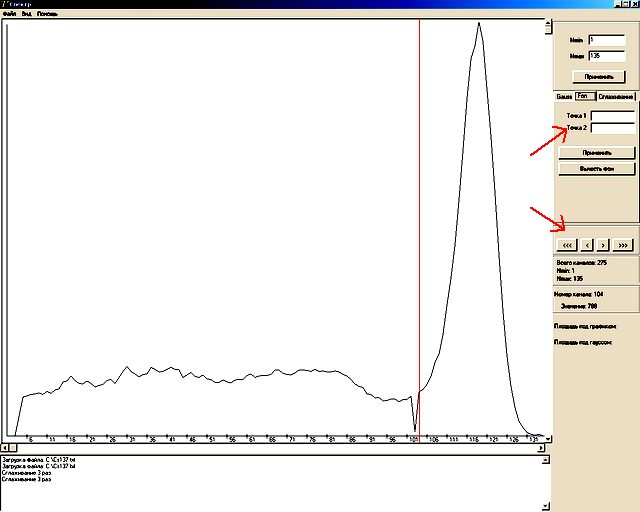 Спектр
Файл Вид Помощь
Nmin 1
Nmax 135
Применить
Gauss Fon Сглаживание
Точка 1
Точка 2
Применить
Вычесть фон
<<< < > >>>
Всего каналов: 275
Nmin: 1
Nmax: 135
Номер канала: 104
Значение: 788
Площадь под графиком:
Площадь под гауссом:
6 11 16 21 26 31 36 41 46 51 56 61 66 71 76 81 86 91 96 101 106 111 116 121 126 131
Загрузка файла: C:\Cs137.txt
Загрузка файла: C:\Cs137.txt
Сглаживание 3 раз.
Сглаживание 3 раз.